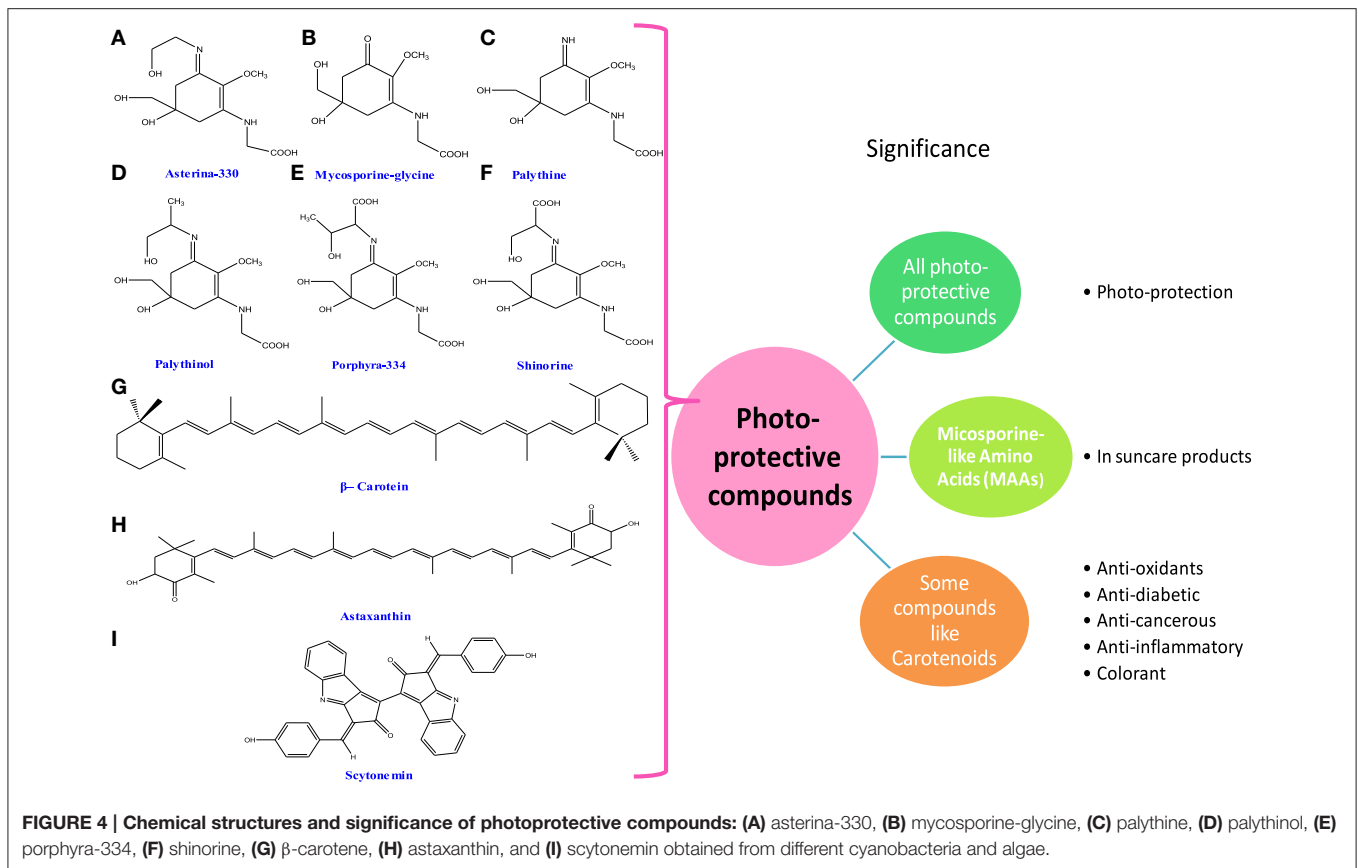 A
N
OH
OCH3
OH
OH
NH
COOH
Asterina-330
B
O
OCH3
OH
OH
NH
COOH
Mycosporine-glycine
C
NH
OCH3
OH
OH
NH
COOH
Palythine
D
CH3
N
HO
OCH3
OH
OH
NH
COOH
Palythinol
E
COOH
H3C
N
OH
OCH3
OH
OH
NH
COOH
Porphyra-334
F
COOH
N
HO
OCH3
OH
OH
NH
COOH
Shinorine
G
β– Carotein
H
O
OH
OH
O
Astaxanthin
I
H
OH
O
N
N
O
HO
H
Scytonemin
Significance
Photo-
protective
compounds
All photo-
protective
compounds
• Photo-protection
Micosporine-
like Amino
Acids (MAAs)
• In suncare products
Some
compounds
like
Carotenoids
• Anti-oxidants
• Anti-diabetic
• Anti-cancerous
• Anti-inflammatory
• Colorant
FIGURE 4 | Chemical structures and significance of photoprotective compounds: (A) asterina-330, (B) mycosporine-glycine, (C) palythine, (D) palythinol, (E)
porphyra-334, (F) shinorine, (G) β-carotene, (H) astaxanthin, and (I) scytonemin obtained from different cyanobacteria and algae.